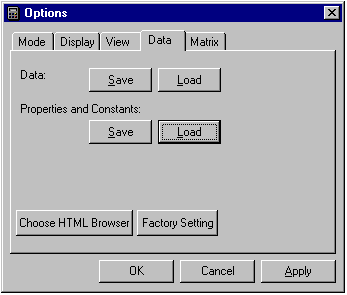 Options
Mode Display View Data Matrix
Data: Save Load
Properties and Constants:
Save Load
Choose HTML Browser Factory Setting
OK Cancel Apply